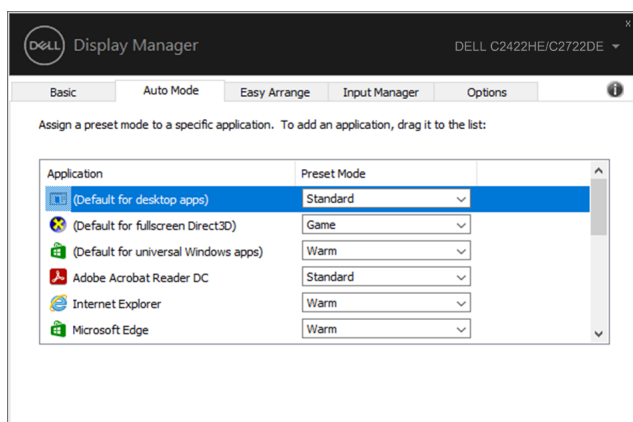 x
DELL Display Manager DELL C2422HE/C2722DE
Basic Auto Mode Easy Arrange Input Manager Options i
Assign a preset mode to a specific application. To add an application, drag it to the list:
Application Preset Mode
(Default for desktop apps) Standard
(Default for fullscreen Direct3D) Game
(Default for universal Windows apps) Warm
Adobe Acrobat Reader DC Standard
Internet Explorer Warm
Microsoft Edge Warm